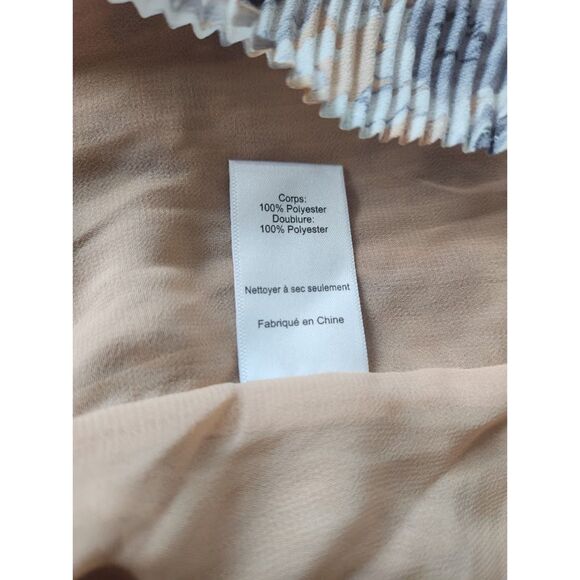 Corps:
100% Polyester
Doublure:
100% Polyester
Nettoyer à sec seulement
Fabriqué en Chine